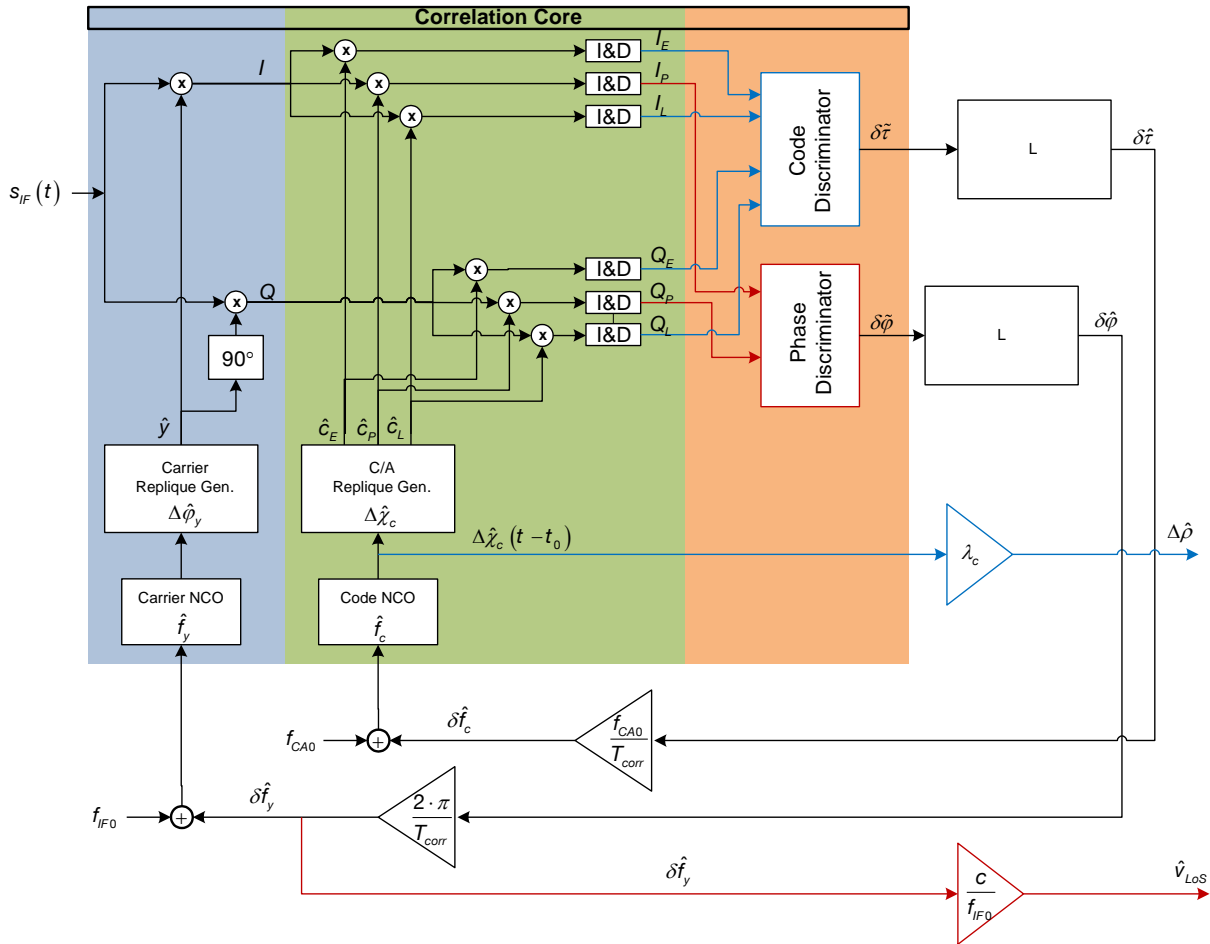 Correlation Core
I&D
I_E
I
I&D
I_P
I&D
I_L
Code
Discriminator
δτ̃
L
δτ̂
s_IF(t)
x
x
x
x
I&D
Q_E
Q
I&D
Q_P
I&D
Q_L
x
x
x
x
Phase
Discriminator
δφ̃
L
δφ̂
90°
ŷ
ĉ_E
ĉ_P
ĉ_L
Carrier
Replique Gen.
Δφ̂_y
C/A
Replique Gen.
Δχ̂_c
Δχ̂_c(t − t_0)
λ_c
Δρ̂
Carrier NCO
f̂_y
Code NCO
f̂_c
f_CA0
+
δf̂_c
f_CA0
T_corr
f_IF0
+
δf̂_y
2 · π
T_corr
δf̂_y
c
f_IF0
v̂_LoS